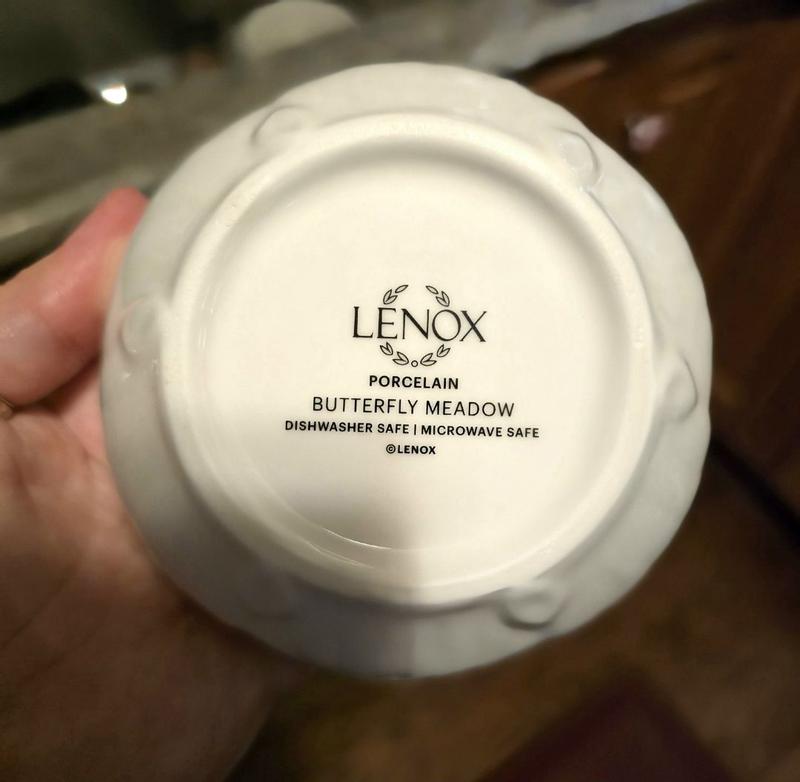 LENOX
PORCELAIN
BUTTERFLY MEADOW
DISHWASHER SAFE | MICROWAVE SAFE
©LENOX